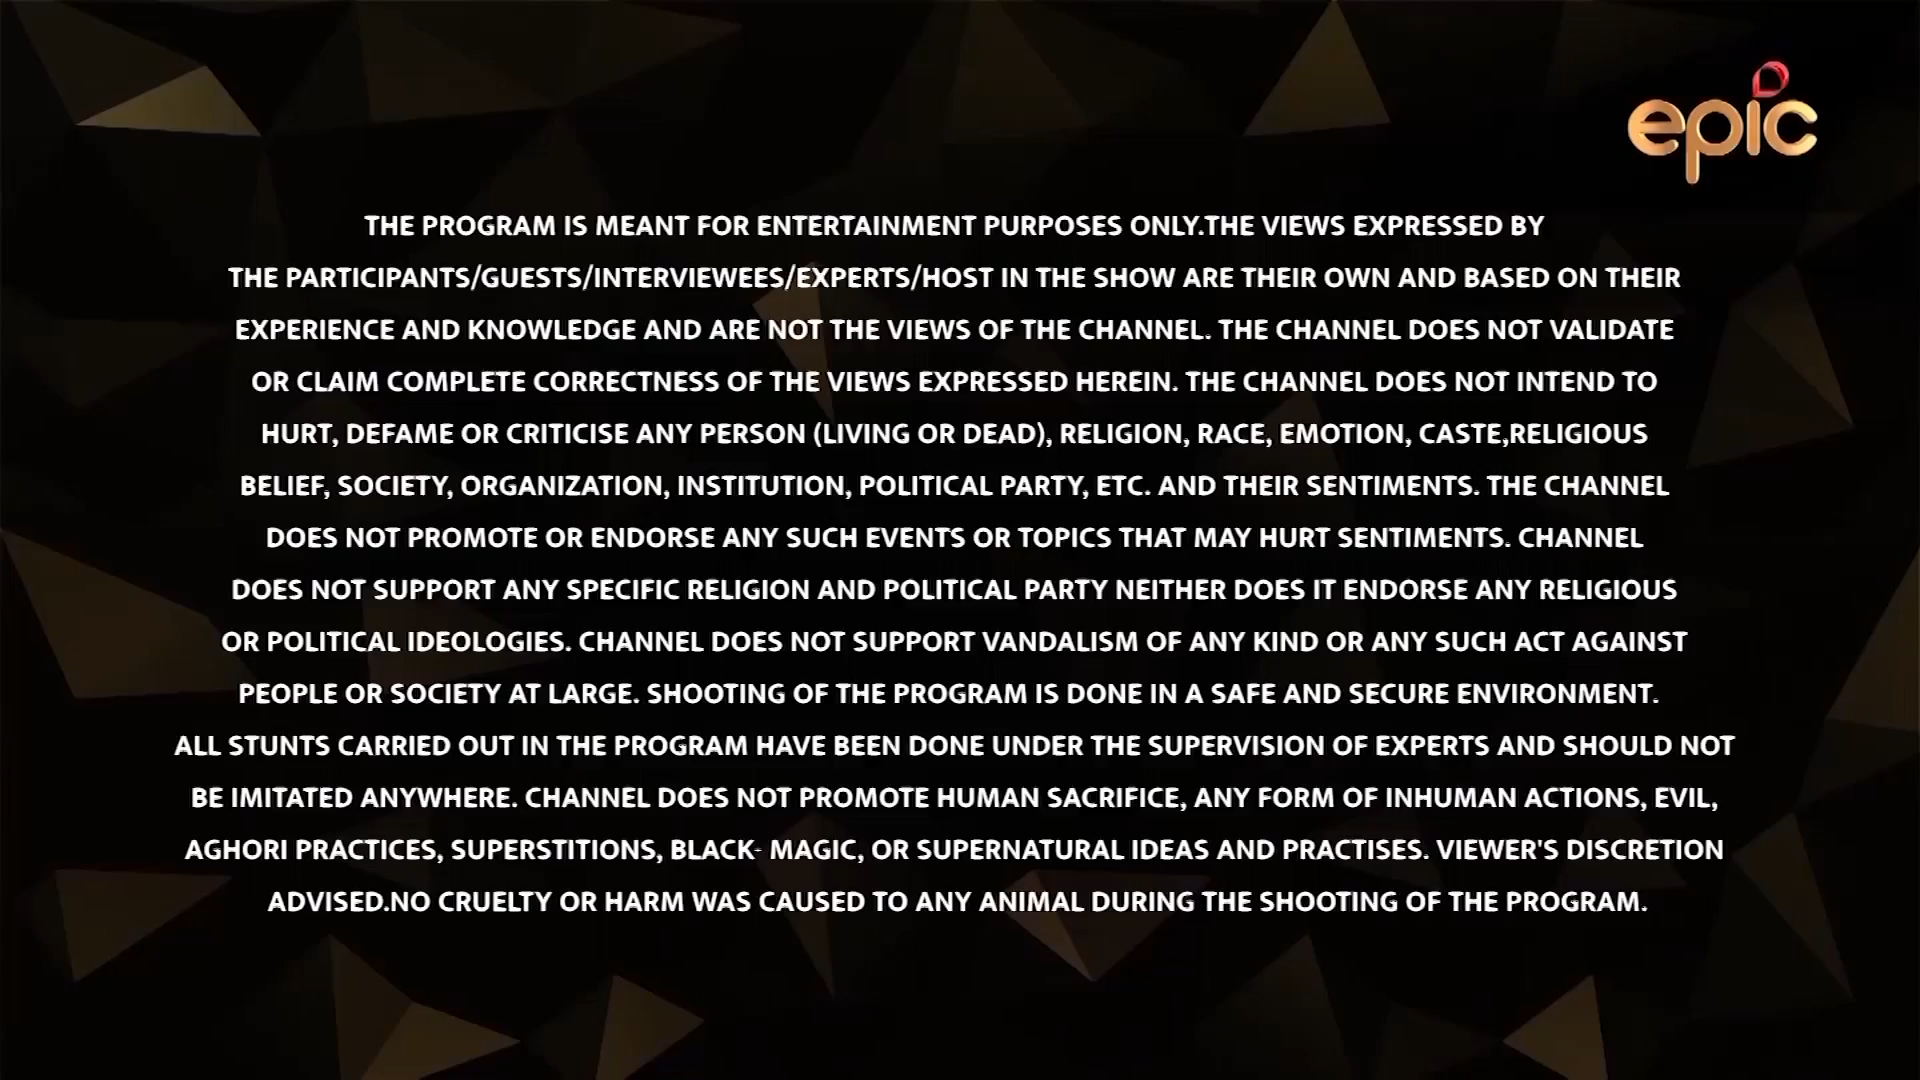 epic
THE PROGRAM IS MEANT FOR ENTERTAINMENT PURPOSES ONLY.THE VIEWS EXPRESSED BY
THE PARTICIPANTS/GUESTS/INTERVIEWEES/EXPERTS/HOST IN THE SHOW ARE THEIR OWN AND BASED ON THEIR
EXPERIENCE AND KNOWLEDGE AND ARE NOT THE VIEWS OF THE CHANNEL. THE CHANNEL DOES NOT VALIDATE
OR CLAIM COMPLETE CORRECTNESS OF THE VIEWS EXPRESSED HEREIN. THE CHANNEL DOES NOT INTEND TO
HURT, DEFAME OR CRITICISE ANY PERSON (LIVING OR DEAD), RELIGION, RACE, EMOTION, CASTE,RELIGIOUS
BELIEF, SOCIETY, ORGANIZATION, INSTITUTION, POLITICAL PARTY, ETC. AND THEIR SENTIMENTS. THE CHANNEL
DOES NOT PROMOTE OR ENDORSE ANY SUCH EVENTS OR TOPICS THAT MAY HURT SENTIMENTS. CHANNEL
DOES NOT SUPPORT ANY SPECIFIC RELIGION AND POLITICAL PARTY NEITHER DOES IT ENDORSE ANY RELIGIOUS
OR POLITICAL IDEOLOGIES. CHANNEL DOES NOT SUPPORT VANDALISM OF ANY KIND OR ANY SUCH ACT AGAINST
PEOPLE OR SOCIETY AT LARGE. SHOOTING OF THE PROGRAM IS DONE IN A SAFE AND SECURE ENVIRONMENT.
ALL STUNTS CARRIED OUT IN THE PROGRAM HAVE BEEN DONE UNDER THE SUPERVISION OF EXPERTS AND SHOULD NOT
BE IMITATED ANYWHERE. CHANNEL DOES NOT PROMOTE HUMAN SACRIFICE, ANY FORM OF INHUMAN ACTIONS, EVIL,
AGHORI PRACTICES, SUPERSTITIONS, BLACK- MAGIC, OR SUPERNATURAL IDEAS AND PRACTISES. VIEWER'S DISCRETION
ADVISED.NO CRUELTY OR HARM WAS CAUSED TO ANY ANIMAL DURING THE SHOOTING OF THE PROGRAM.